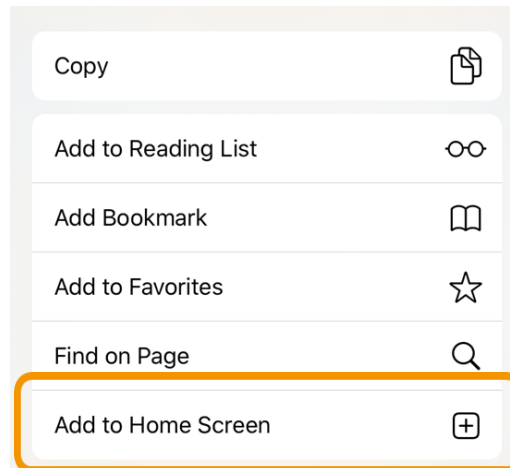 Copy
Add to Reading List
Add Bookmark
Add to Favorites
Find on Page
Add to Home Screen